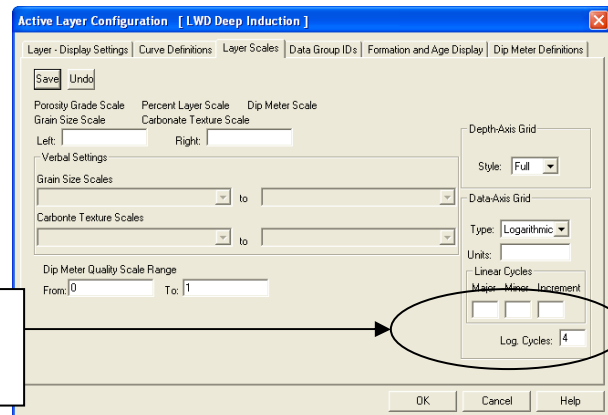 Active Layer Configuration [ LWD Deep Induction ]
Layer - Display Settings Curve Definitions Layer Scales Data Group IDs Formation and Age Display Dip Meter Definitions
Save Undo
Porosity Grade Scale Percent Layer Scale Dip Meter Scale
Grain Size Scale Carbonate Texture Scale
Left: Right:
Verbal Settings
Grain Size Scales
to
Carbonte Texture Scales
to
Dip Meter Quality Scale Range
From: 0 To: 1
Depth-Axis Grid
Style: Full
Data-Axis Grid
Type: Logarithmic
Units:
Linear Cycles
Major Minor Increment
Log. Cycles: 4
OK Cancel Help